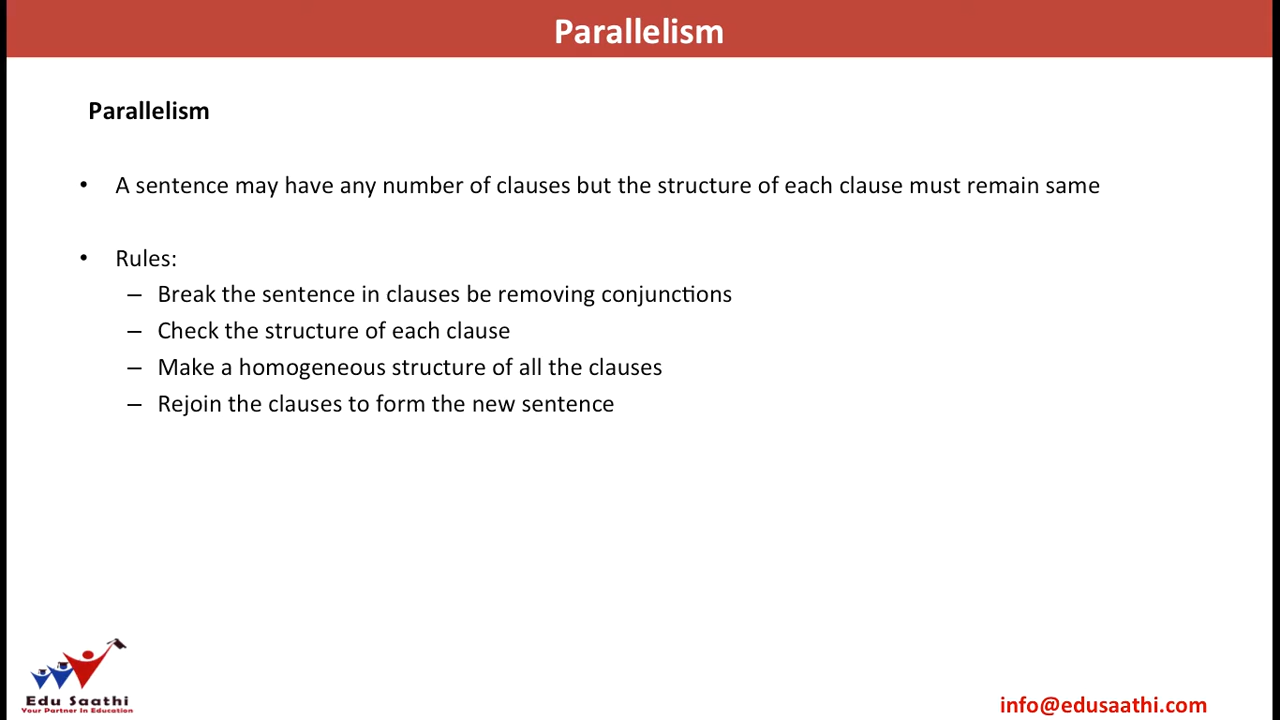 Parallelism
Parallelism
• A sentence may have any number of clauses but the structure of each clause must remain same
• Rules:
– Break the sentence in clauses be removing conjunctions
– Check the structure of each clause
– Make a homogeneous structure of all the clauses
– Rejoin the clauses to form the new sentence
Edu Saathi
Your Partner In Education
info@edusaathi.com